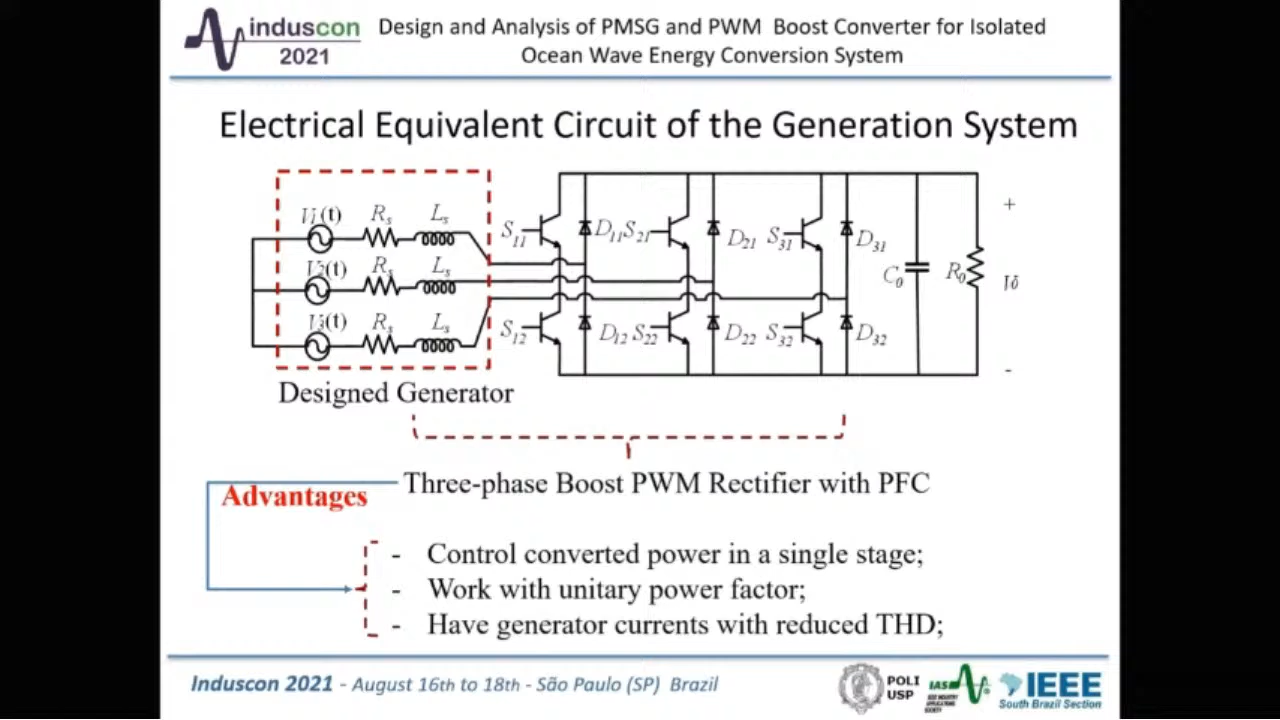 induscon
2021
Design and Analysis of PMSG and PWM Boost Converter for Isolated
Ocean Wave Energy Conversion System
Electrical Equivalent Circuit of the Generation System
(t) Rs Ls
(t) Rs Ls
(t) Rs Ls
S11 D11 S21 D21 S31 D31
S12 D12 S22 D22 S32 D32
C0 R0
+
-
Designed Generator
Three-phase Boost PWM Rectifier with PFC
Advantages
- Control converted power in a single stage;
- Work with unitary power factor;
- Have generator currents with reduced THD;
Induscon 2021 - August 16th to 18th - São Paulo (SP) Brazil
POLI
USP
IAS
IEEE INDUSTRY
APPLICATIONS
SOCIETY
IEEE
South Brazil Section